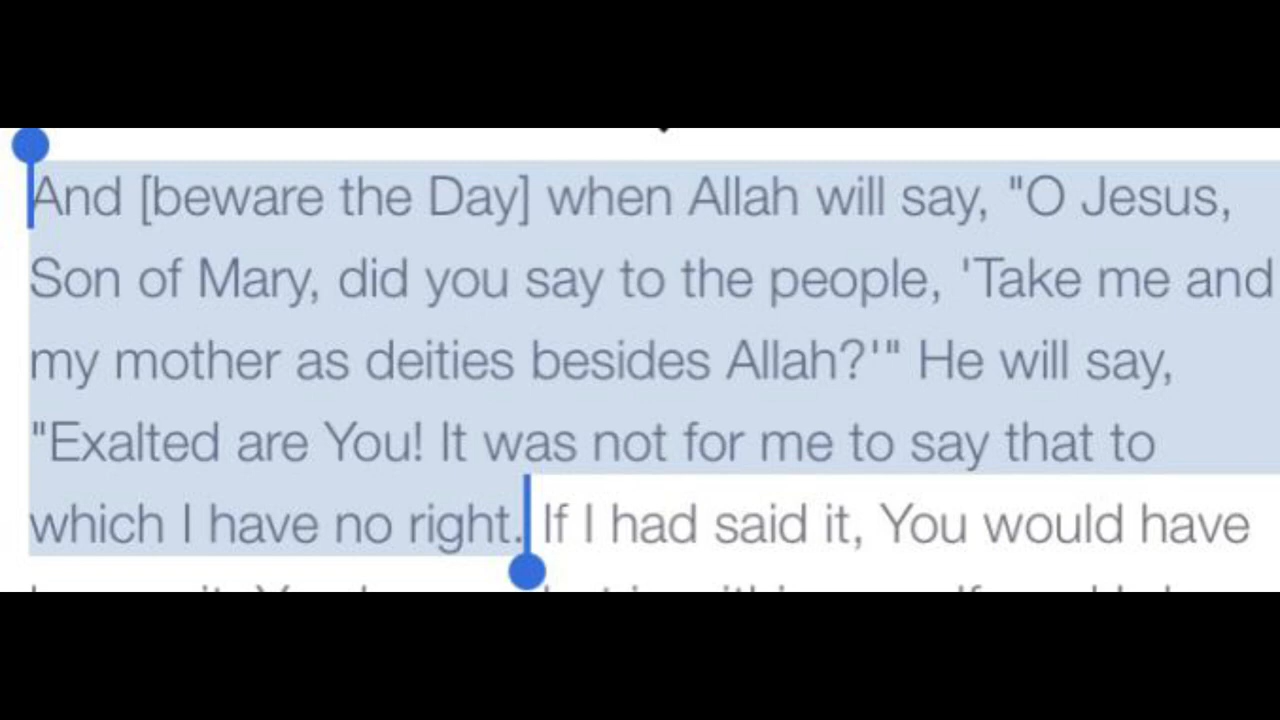 And [beware the Day] when Allah will say, "O Jesus,
Son of Mary, did you say to the people, 'Take me and
my mother as deities besides Allah?'" He will say,
"Exalted are You! It was not for me to say that to
which I have no right. If I had said it, You would have